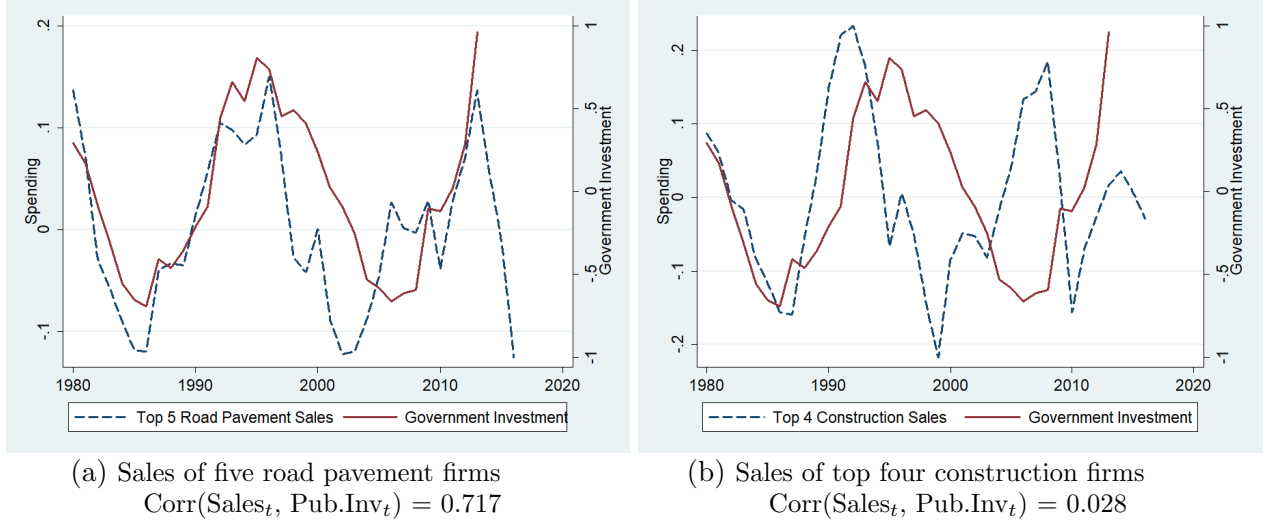 .2
.1
0
-.1
Spending
1
.5
0
-.5
-1
Government Investment
1980 1990 2000 2010 2020
Top 5 Road Pavement Sales Government Investment
(a) Sales of five road pavement firms
Corr(Sales_t, Pub.Inv_t) = 0.717
.2
.1
0
-.1
-.2
Spending
1
.5
0
-.5
-1
Government Investment
1980 1990 2000 2010 2020
Top 4 Construction Sales Government Investment
(b) Sales of top four construction firms
Corr(Sales_t, Pub.Inv_t) = 0.028